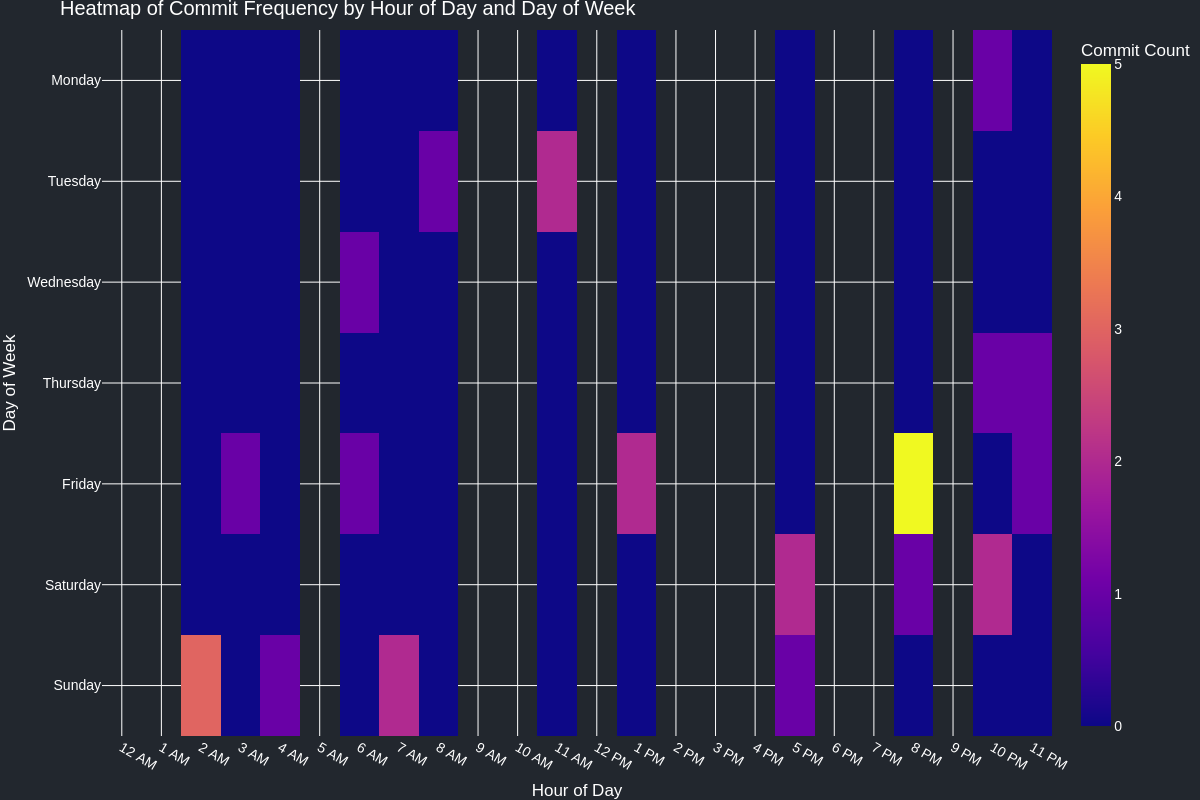 Heatmap of Commit Frequency by Hour of Day and Day of Week
Commit Count
5
4
3
2
1
0
Day of Week
Monday
Tuesday
Wednesday
Thursday
Friday
Saturday
Sunday
12 AM
1 AM
2 AM
3 AM
4 AM
5 AM
6 AM
7 AM
8 AM
9 AM
10 AM
11 AM
12 PM
1 PM
2 PM
3 PM
4 PM
5 PM
6 PM
7 PM
8 PM
9 PM
10 PM
11 PM
Hour of Day